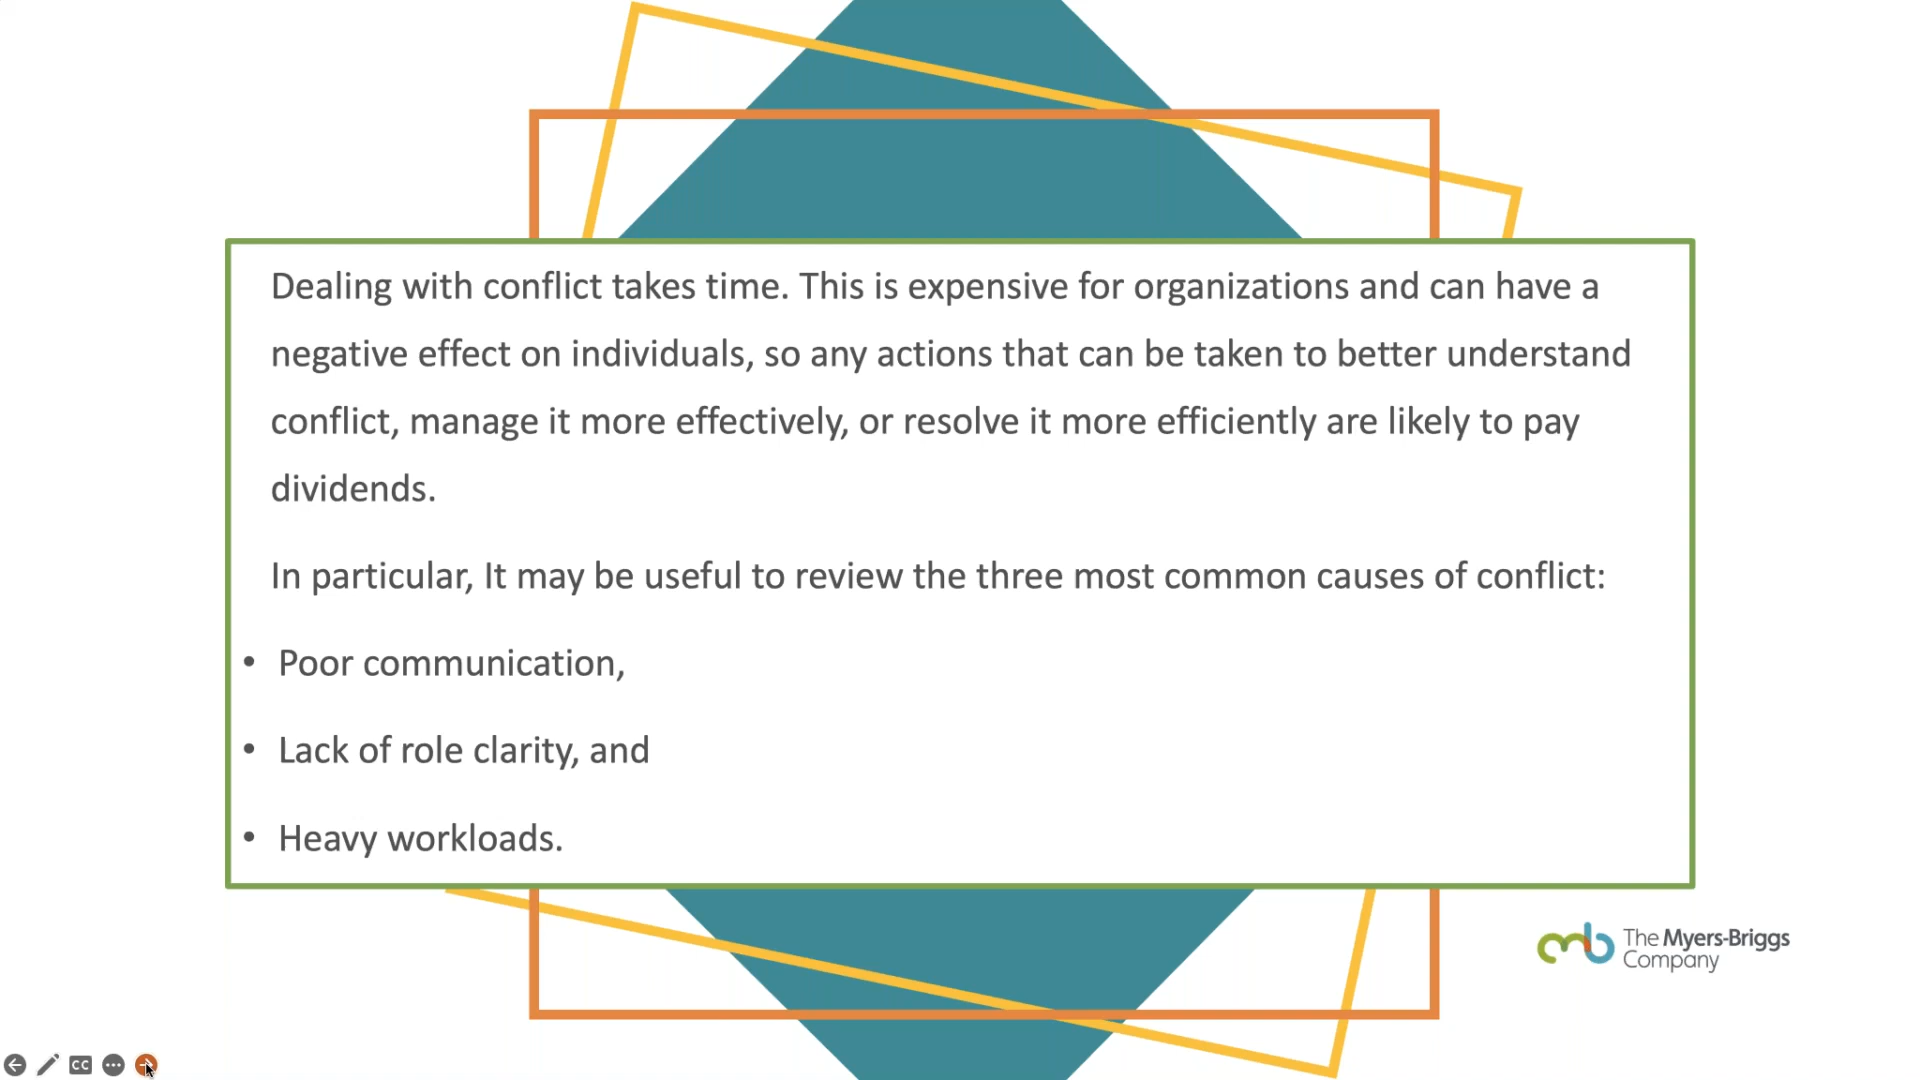 Dealing with conflict takes time. This is expensive for organizations and can have a
negative effect on individuals, so any actions that can be taken to better understand
conflict, manage it more effectively, or resolve it more efficiently are likely to pay
dividends.
In particular, It may be useful to review the three most common causes of conflict:
• Poor communication,
• Lack of role clarity, and
• Heavy workloads.
mb The Myers-Briggs
Company
CC